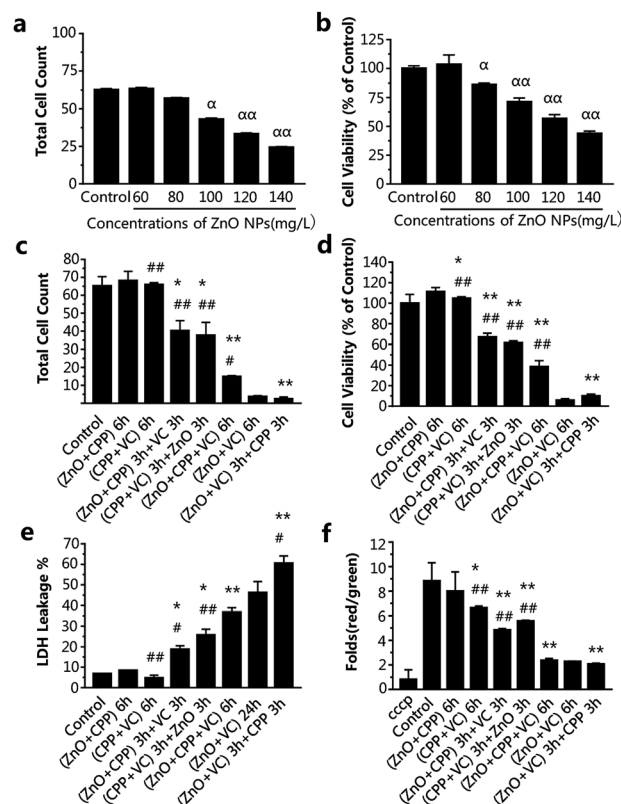 a
Total Cell Count
75
50
25
0
α
αα
αα
Control 60 80 100 120 140
Concentrations of ZnO NPs(mg/L)
b
Cell Viability (% of Control)
125
100
75
50
25
0
α
αα
αα
αα
Control 60 80 100 120 140
Concentrations of ZnO NPs(mg/L)
c
Total Cell Count
80
70
60
50
40
30
20
10
##
*
##
*
##
**
#
**
Control
(ZnO+CPP) 6h
(CPP+VC) 6h
(ZnO+CPP) 3h+VC 3h
(CPP+VC) 3h+ZnO 3h
(ZnO+CPP+VC) 6h
(ZnO+VC) 6h
(ZnO+VC) 3h+CPP 3h
d
Cell Viability (% of Control)
140
120
100
80
60
40
20
0
*
##
**
##
**
##
**
##
**
Control
(ZnO+CPP) 6h
(CPP+VC) 6h
(ZnO+CPP) 3h+VC 3h
(CPP+VC) 3h+ZnO 3h
(ZnO+CPP+VC) 6h
(ZnO+VC) 6h
(ZnO+VC) 3h+CPP 3h
e
LDH Leakage %
70
60
50
40
30
20
10
0
##
*
#
*
##
**
**
#
Control
(ZnO+CPP) 6h
(CPP+VC) 6h
(ZnO+CPP) 3h+VC 3h
(CPP+VC) 3h+ZnO 3h
(ZnO+CPP+VC) 6h
(ZnO+VC) 24h
(ZnO+VC) 3h+CPP 3h
f
Folds(red/green)
12
10
8
6
4
2
0
*
##
**
##
**
##
**
**
cccp
Control
(ZnO+CPP) 6h
(CPP+VC) 6h
(ZnO+CPP) 3h+VC 3h
(CPP+VC) 3h+ZnO 3h
(ZnO+CPP+VC) 6h
(ZnO+VC) 6h
(ZnO+VC) 3h+CPP 3h